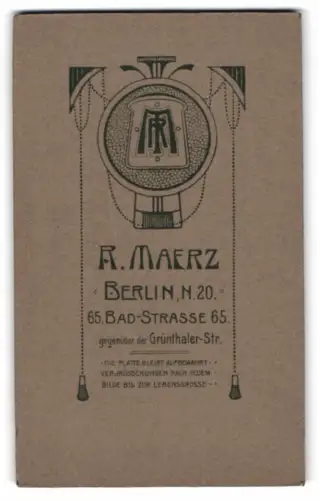 R. MAERZ
BERLIN, N. 20.
65. BAD-STRASSE 65.
gegenüber der Grünthaler-Str.
DIE PLATTE BLEIBT AUFBEWAHRT
VERGRÖSSERUNGEN NACH JEDEM
BILDE BIS ZUR LEBENSGRÖSSE